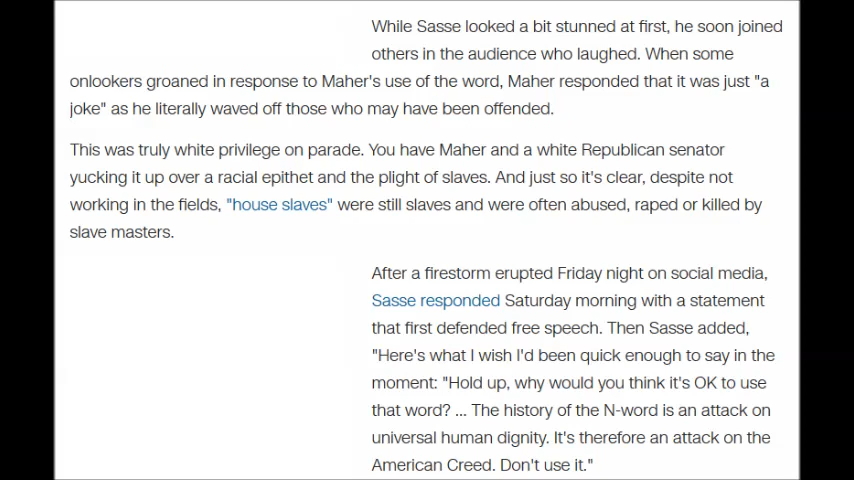 While Sasse looked a bit stunned at first, he soon joined
others in the audience who laughed. When some
onlookers groaned in response to Maher's use of the word, Maher responded that it was just "a
joke" as he literally waved off those who may have been offended.
This was truly white privilege on parade. You have Maher and a white Republican senator
yucking it up over a racial epithet and the plight of slaves. And just so it's clear, despite not
working in the fields, "house slaves" were still slaves and were often abused, raped or killed by
slave masters.
After a firestorm erupted Friday night on social media,
Sasse responded Saturday morning with a statement
that first defended free speech. Then Sasse added,
"Here's what I wish I'd been quick enough to say in the
moment: "Hold up, why would you think it's OK to use
that word? ... The history of the N-word is an attack on
universal human dignity. It's therefore an attack on the
American Creed. Don't use it."